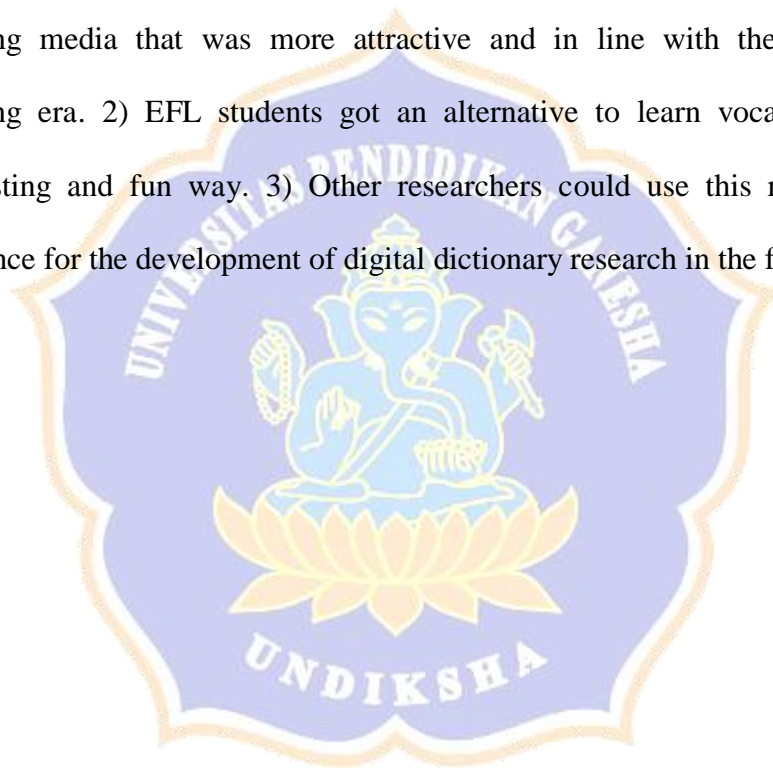 ng media that was more attractive and in line with the
ng era. 2) EFL students got an alternative to learn voca
sting and fun way. 3) Other researchers could use this
nce for the development of digital dictionary research in the f
UNIVERSITAS PENDIDIKAN GANESHA
UNDIKSHA